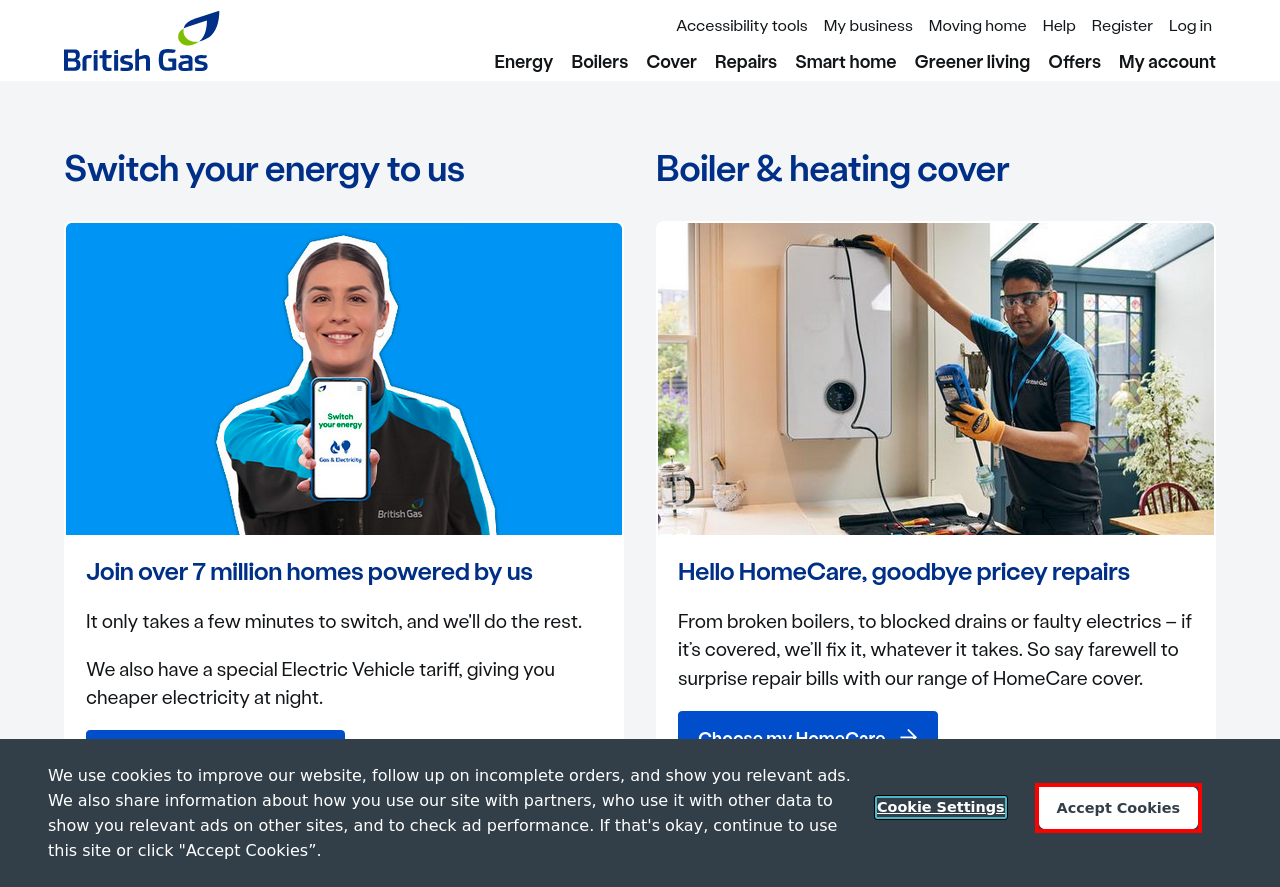 British Gas
Accessibility tools My business Moving home Help Register Log in
Energy Boilers Cover Repairs Smart home Greener living Offers My account
Switch your energy to us
Switch
your energy
Gas & Electricity
British Gas
Join over 7 million homes powered by us
It only takes a few minutes to switch, and we'll do the rest.
We also have a special Electric Vehicle tariff, giving you
cheaper electricity at night.
Boiler & heating cover
British Gas
Hello HomeCare, goodbye pricey repairs
From broken boilers, to blocked drains or faulty electrics – if
it’s covered, we’ll fix it, whatever it takes. So say farewell to
surprise repair bills with our range of HomeCare cover.
Choose my HomeCare
We use cookies to improve our website, follow up on incomplete orders, and show you relevant ads.
We also share information about how you use our site with partners, who use it with other data to
show you relevant ads on other sites, and to check ad performance. If that's okay, continue to use
this site or click "Accept Cookies”.
Cookie Settings
Accept Cookies